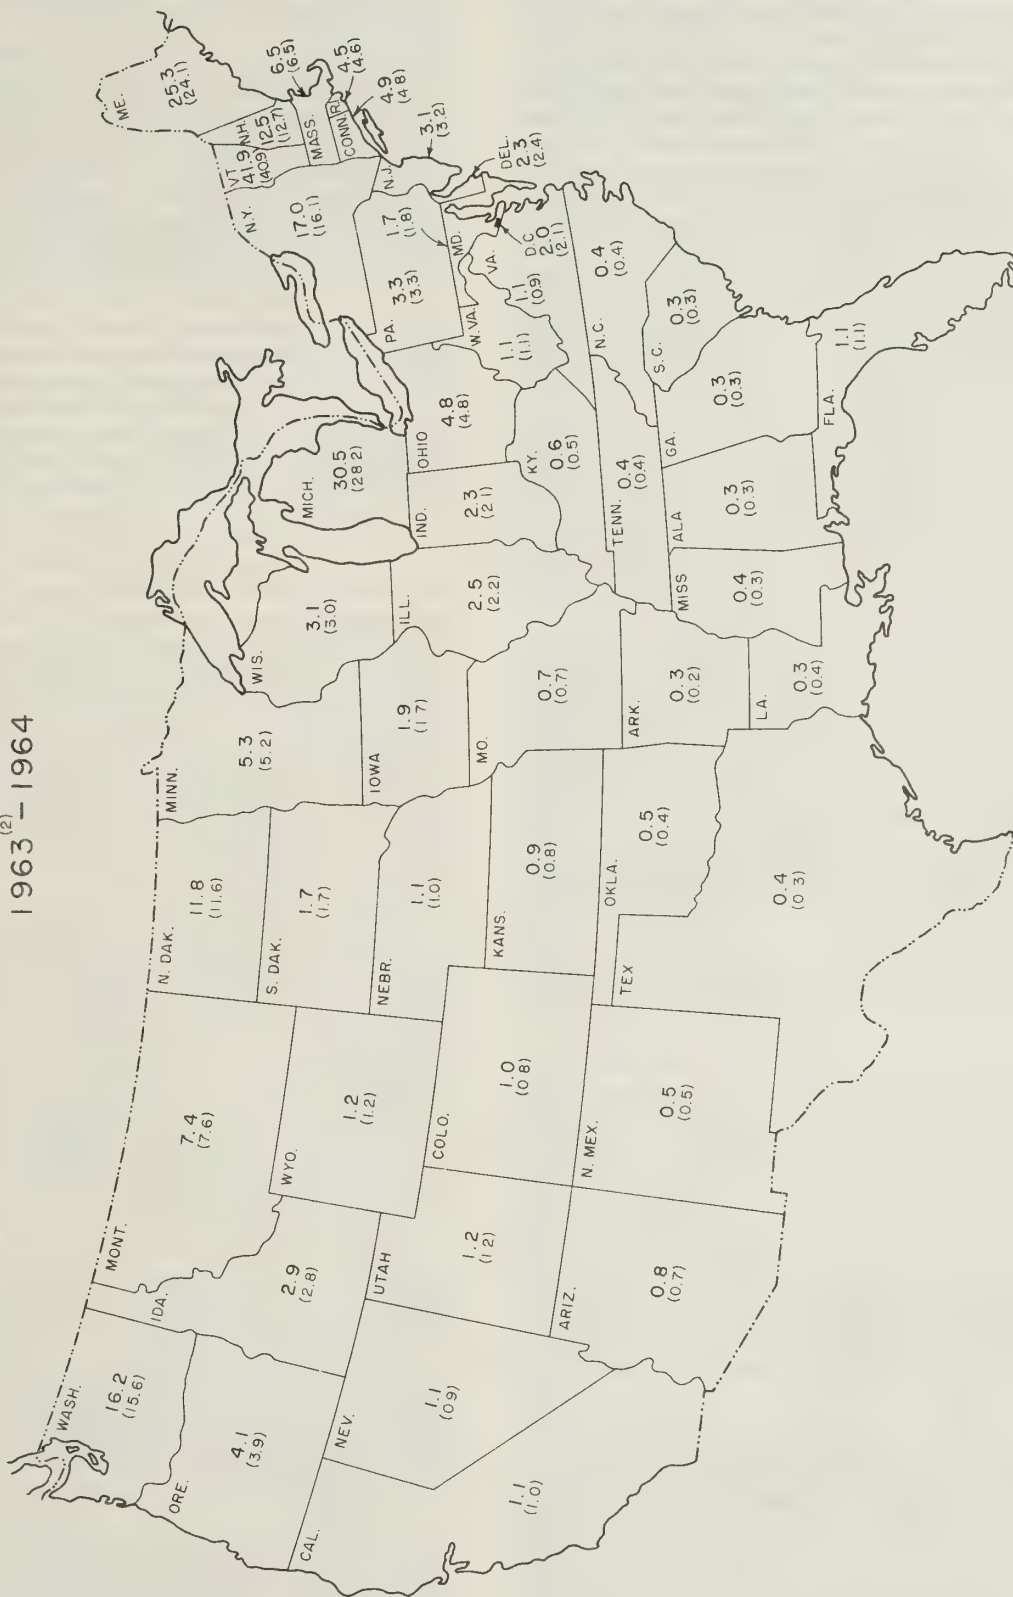 1963(2) – 1964
WASH.
16.2
(15.6)
ORE.
4.1
(3.9)
CAL.
1.1
(1.0)
NEV.
1.1
(0.9)
IDA.
2.9
(2.8)
MONT.
7.4
(7.6)
WYO.
1.2
(1.2)
UTAH
1.2
(1.2)
ARIZ.
0.8
(0.7)
COLO.
1.0
(0 8)
N. MEX.
0.5
(0.5)
N. DAK.
11.8
(11.6)
S. DAK.
1.7
(1.7)
NEBR.
1.1
(1.0)
KANS.
0.9
(0.8)
OKLA.
0.5
(0.4)
TEX
0.4
(0 3)
MINN.
5.3
(5.2)
IOWA
1.9
(1.7)
MO.
0.7
(0.7)
ARK.
0.3
(0.2)
LA.
0.3
(0.4)
WIS.
3.1
(3.0)
ILL.
2.5
(2.2)
MICH.
30.5
(28.2)
IND.
2.3
(2.1)
OHIO
4.8
(4.8)
KY.
0.6
(0.5)
TENN.
0.4
(0.4)
MISS
0.4
(0.3)
ALA
0.3
(0.3)
GA.
0.3
(0.3)
FLA.
1.1
(1.1)
S.C.
0.3
(0.3)
N.C.
0.4
(0.4)
W.VA.
1.1
(1.1)
VA.
1.1
(0.9)
D.C
2.0
(2.1)
MD.
1.7
(1.8)
DEL.
2.3
(2.4)
PA.
3.3
(3.3)
N.J.
3.1
(3.2)
N.Y.
17.0
(16.1)
CONN.
4.9
(4.8)
R.I.
4.5
(4.6)
MASS.
6.5
(6.5)
VT
41.9
(40.9)
NH.
12.5
(12.7)
ME.
25.3
(24.1)